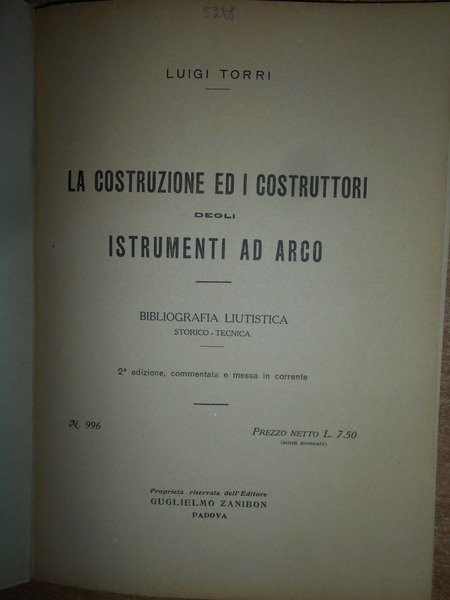 5258
LUIGI TORRI
LA COSTRUZIONE ED I COSTRUTTORI
DEGLI
ISTRUMENTI AD ARCO
BIBLIOGRAFIA LIUTISTICA
STORICO - TECNICA
2ª edizione, commentata e messa in corrente
N. 996
PREZZO NETTO L. 7.50
(senza aumento)
Proprietà riservata dell'Editore
GUGLIELMO ZANIBON
PADOVA